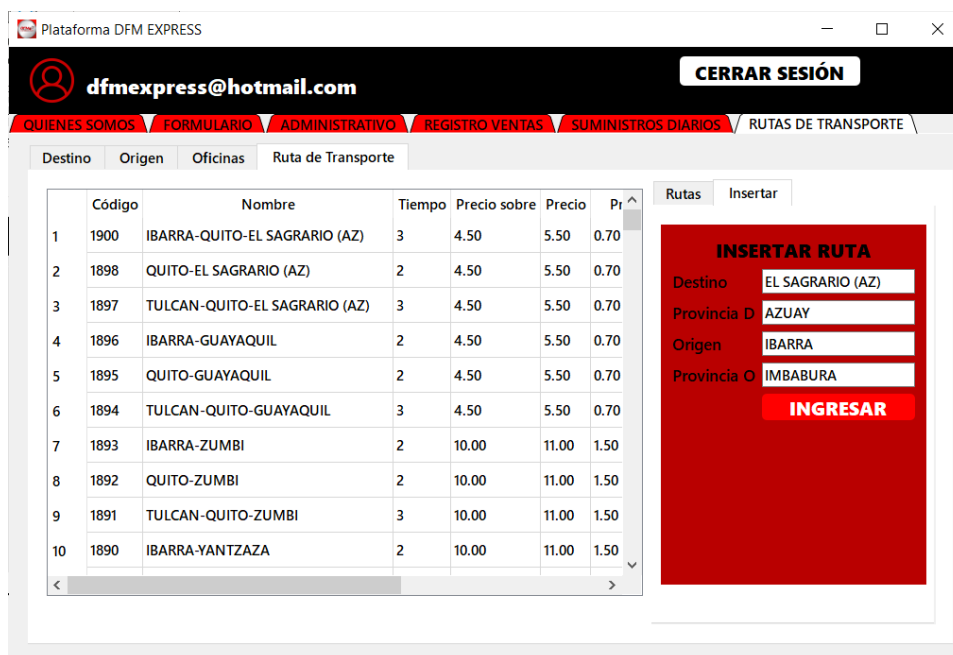 Plataforma DFM EXPRESS
dfmexpress@hotmail.com
CERRAR SESIÓN
QUIENES SOMOS FORMULARIO ADMINISTRATIVO REGISTRO VENTAS SUMINISTROS DIARIOS RUTAS DE TRANSPORTE
Destino Origen Oficinas Ruta de Transporte
Código Nombre Tiempo Precio sobre Precio
1 1900 IBARRA-QUITO-EL SAGRARIO (AZ) 3 4.50 5.50 0.70
2 1898 QUITO-EL SAGRARIO (AZ) 2 4.50 5.50 0.70
3 1897 TULCAN-QUITO-EL SAGRARIO (AZ) 3 4.50 5.50 0.70
4 1896 IBARRA-GUAYAQUIL 2 4.50 5.50 0.70
5 1895 QUITO-GUAYAQUIL 2 4.50 5.50 0.70
6 1894 TULCAN-QUITO-GUAYAQUIL 3 4.50 5.50 0.70
7 1893 IBARRA-ZUMBI 2 10.00 11.00 1.50
8 1892 QUITO-ZUMBI 2 10.00 11.00 1.50
9 1891 TULCAN-QUITO-ZUMBI 3 10.00 11.00 1.50
10 1890 IBARRA-YANTZAZA 2 10.00 11.00 1.50
Rutas Insertar
INSERTAR RUTA
Destino EL SAGRARIO (AZ)
Provincia D AZUAY
Origen IBARRA
Provincia O IMBABURA
INGRESAR